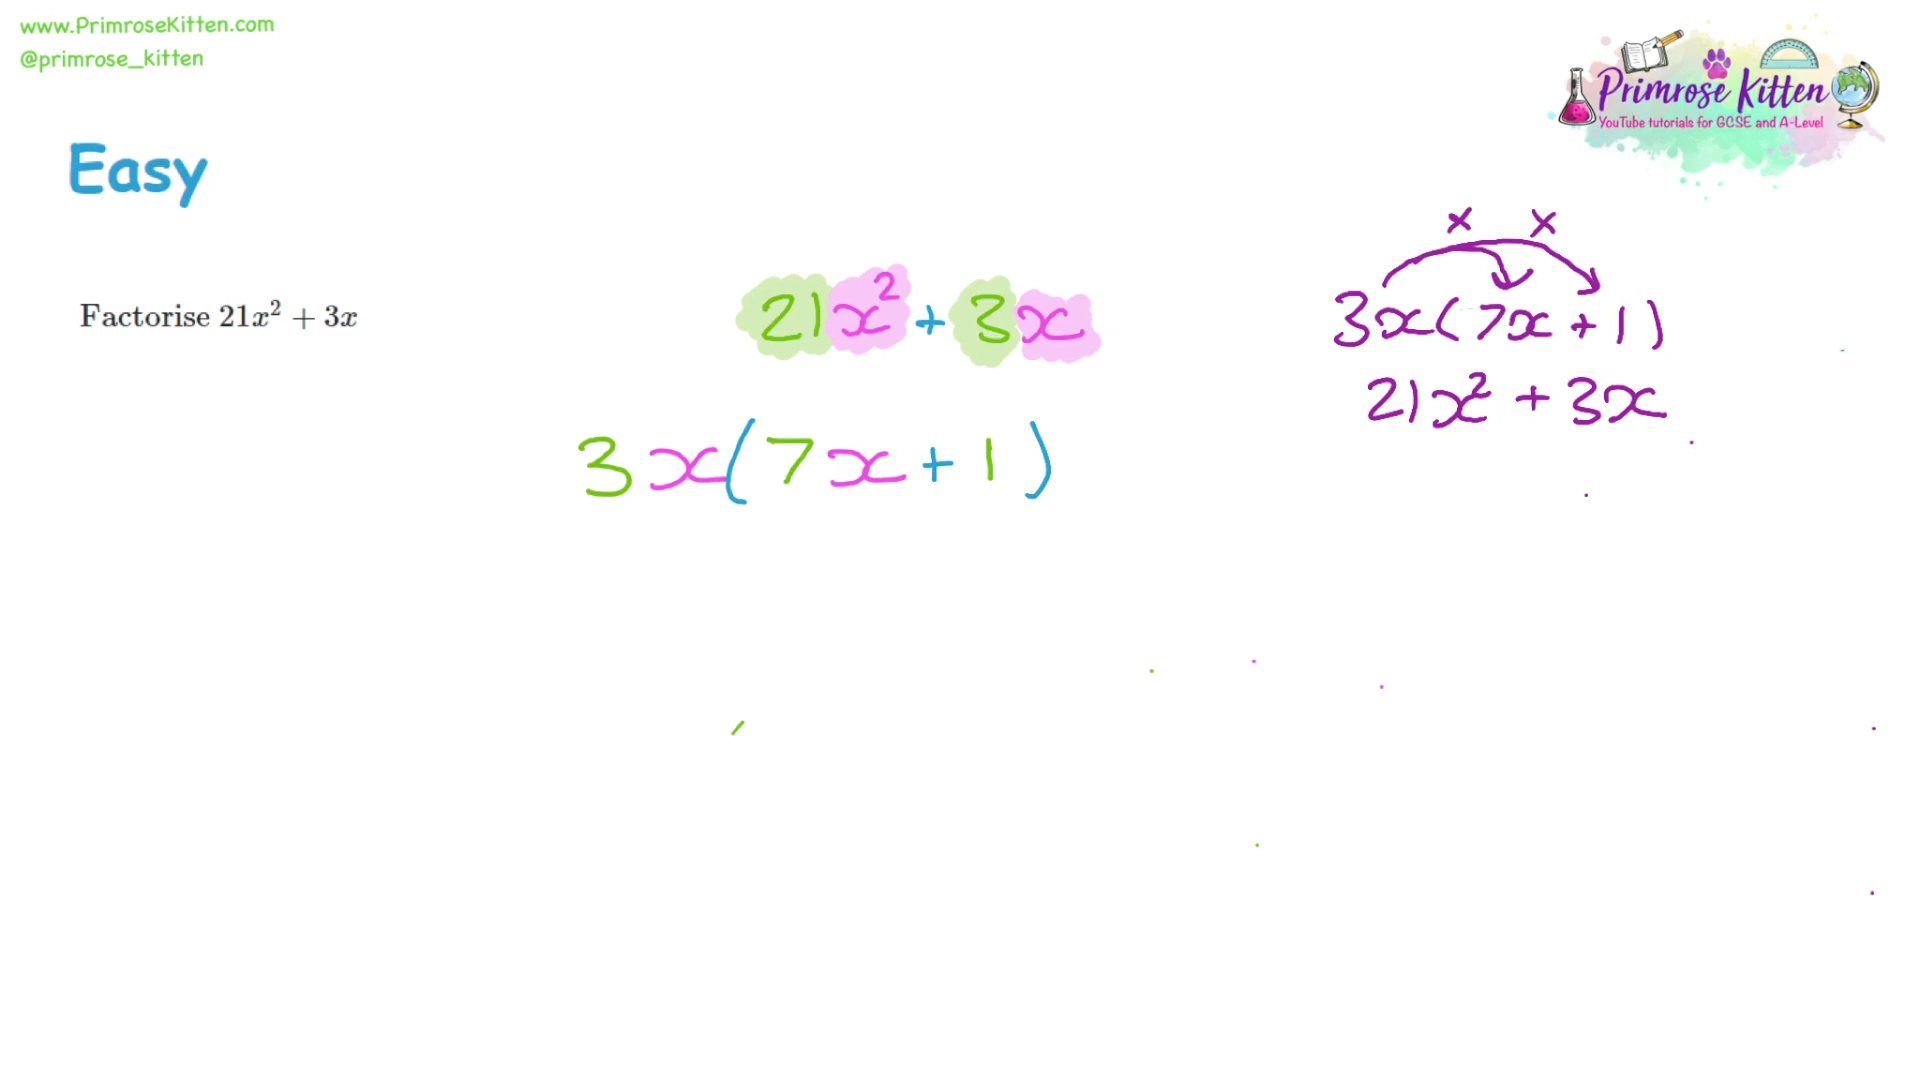 www.PrimroseKitten.com
@primrose_kitten
Primrose Kitten
YouTube tutorials for GCSE and A-Level
Easy
Factorise 21x² + 3x
21x² + 3x
3x(7x + 1)
x x
3x(7x + 1)
21x² + 3x